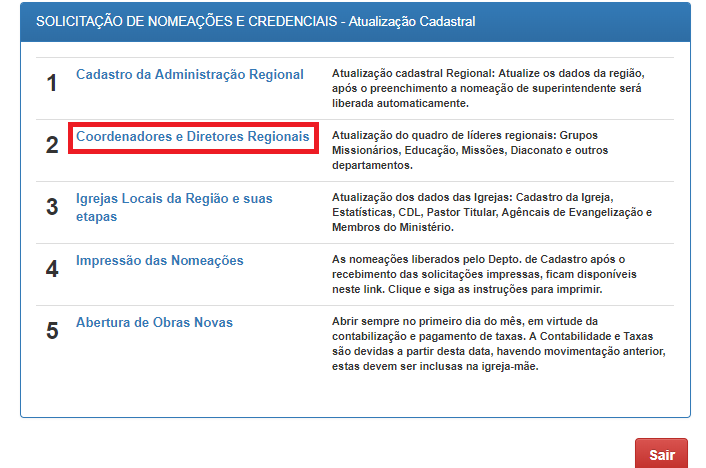 SOLICITAÇÃO DE NOMEAÇÕES E CREDENCIAIS - Atualização Cadastral
1
Cadastro da Administração Regional
Atualização cadastral Regional: Atualize os dados da região,
após o preenchimento a nomeação de superintendente será
liberada automaticamente.
2
Coordenadores e Diretores Regionais
Atualização do quadro de líderes regionais: Grupos
Missionários, Educação, Missões, Diaconato e outros
departamentos.
3
Igrejas Locais da Região e suas
etapas
Atualização dos dados das Igrejas: Cadastro da Igreja,
Estatísticas, CDL, Pastor Titular, Agêncais de Evangelização e
Membros do Ministério.
4
Impressão das Nomeações
As nomeações liberados pelo Depto. de Cadastro após o
recebimento das solicitações impressas, ficam disponíveis
neste link. Clique e siga as instruções para imprimir.
5
Abertura de Obras Novas
Abrir sempre no primeiro dia do mês, em virtude da
contabilização e pagamento de taxas. A Contabilidade e Taxas
são devidas a partir desta data, havendo movimentação anterior,
estas devem ser inclusas na igreja-mãe.
Sair